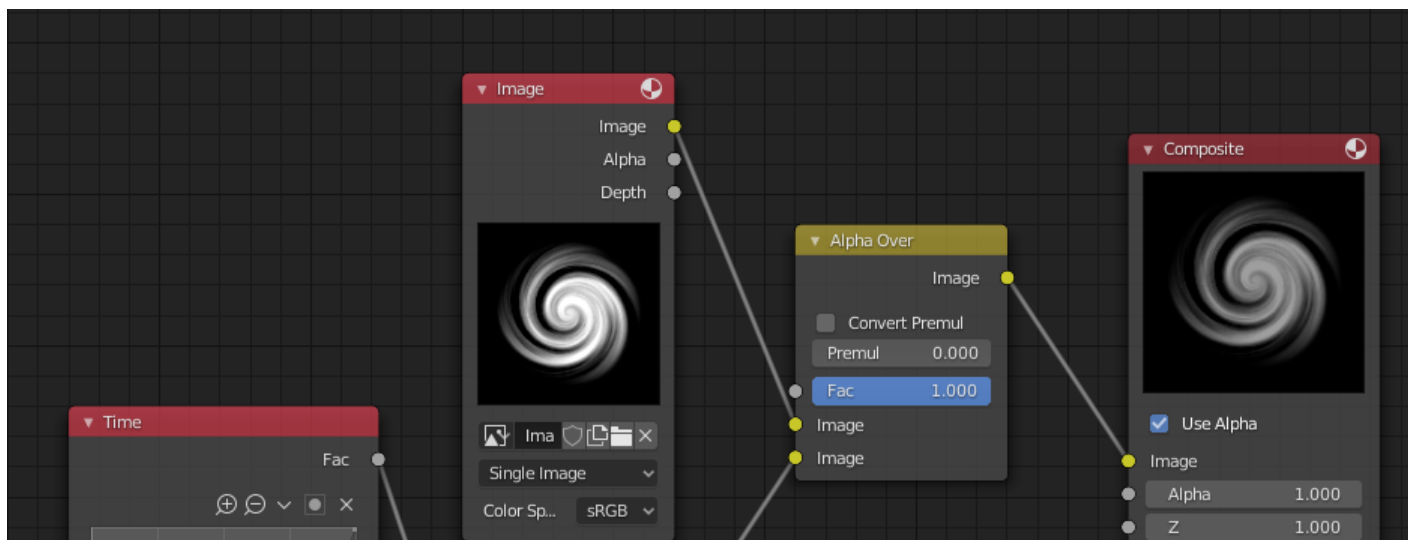 Image
Image
Alpha
Depth
Ima
Single Image
Color Sp... sRGB
Time
Fac
Alpha Over
Image
Convert Premul
Premul 0.000
Fac 1.000
Image
Image
Composite
Use Alpha
Image
Alpha 1.000
Z 1.000